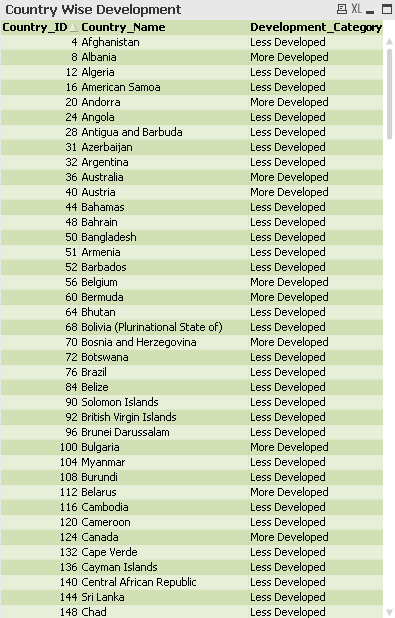 Country Wise Development XL
Country_ID Country_Name Development_Category
4 Afghanistan Less Developed
8 Albania More Developed
12 Algeria Less Developed
16 American Samoa Less Developed
20 Andorra More Developed
24 Angola Less Developed
28 Antigua and Barbuda Less Developed
31 Azerbaijan Less Developed
32 Argentina Less Developed
36 Australia More Developed
40 Austria More Developed
44 Bahamas Less Developed
48 Bahrain Less Developed
50 Bangladesh Less Developed
51 Armenia Less Developed
52 Barbados Less Developed
56 Belgium More Developed
60 Bermuda More Developed
64 Bhutan Less Developed
68 Bolivia (Plurinational State of) Less Developed
70 Bosnia and Herzegovina More Developed
72 Botswana Less Developed
76 Brazil Less Developed
84 Belize Less Developed
90 Solomon Islands Less Developed
92 British Virgin Islands Less Developed
96 Brunei Darussalam Less Developed
100 Bulgaria More Developed
104 Myanmar Less Developed
108 Burundi Less Developed
112 Belarus More Developed
116 Cambodia Less Developed
120 Cameroon Less Developed
124 Canada More Developed
132 Cape Verde Less Developed
136 Cayman Islands Less Developed
140 Central African Republic Less Developed
144 Sri Lanka Less Developed
148 Chad Less Developed